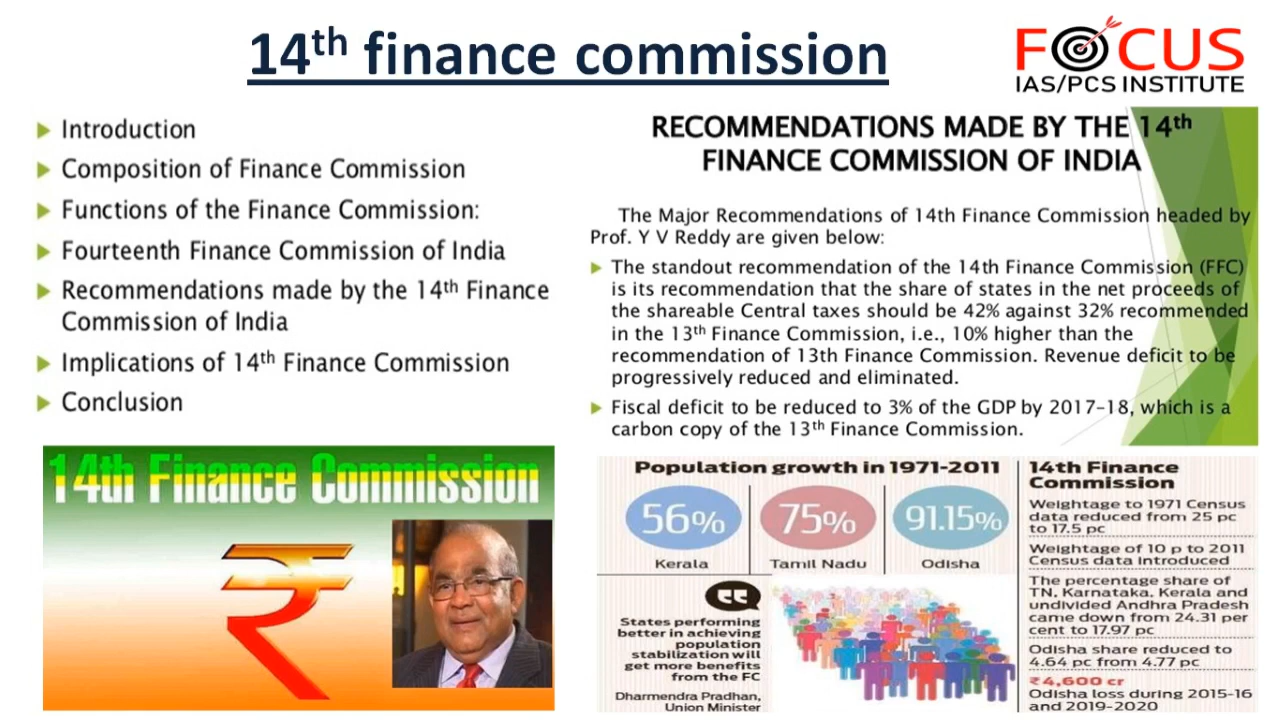 14th finance commission
FOCUS
IAS/PCS INSTITUTE
Introduction
Composition of Finance Commission
Functions of the Finance Commission:
Fourteenth Finance Commission of India
Recommendations made by the 14th Finance
Commission of India
Implications of 14th Finance Commission
Conclusion
RECOMMENDATIONS MADE BY THE 14th
FINANCE COMMISSION OF INDIA
The Major Recommendations of 14th Finance Commission headed by
Prof. Y V Reddy are given below:
The standout recommendation of the 14th Finance Commission (FFC)
is its recommendation that the share of states in the net proceeds of
the shareable Central taxes should be 42% against 32% recommended
in the 13th Finance Commission, i.e., 10% higher than the
recommendation of 13th Finance Commission. Revenue deficit to be
progressively reduced and eliminated.
Fiscal deficit to be reduced to 3% of the GDP by 2017-18, which is a
carbon copy of the 13th Finance Commission.
14th Finance Commission
₹
Population growth in 1971-2011
56%
75%
91.15%
Kerala
Tamil Nadu
Odisha
States performing
better in achieving
population
stabilization will
get more benefits
from the FC
Dharmendra Pradhan,
Union Minister
14th Finance
Commission
Weightage to 1971 Census
data reduced from 25 pc
to 17.5 pc
Weightage of 10 p to 2011
Census data introduced
The percentage share of
TN, Karnataka, Kerala and
undivided Andhra Pradesh
came down from 24.31 per
cent to 17.97 pc
Odisha share reduced to
4.64 pc from 4.77 pc
₹4,600 cr
Odisha loss during 2015-16
and 2019-2020